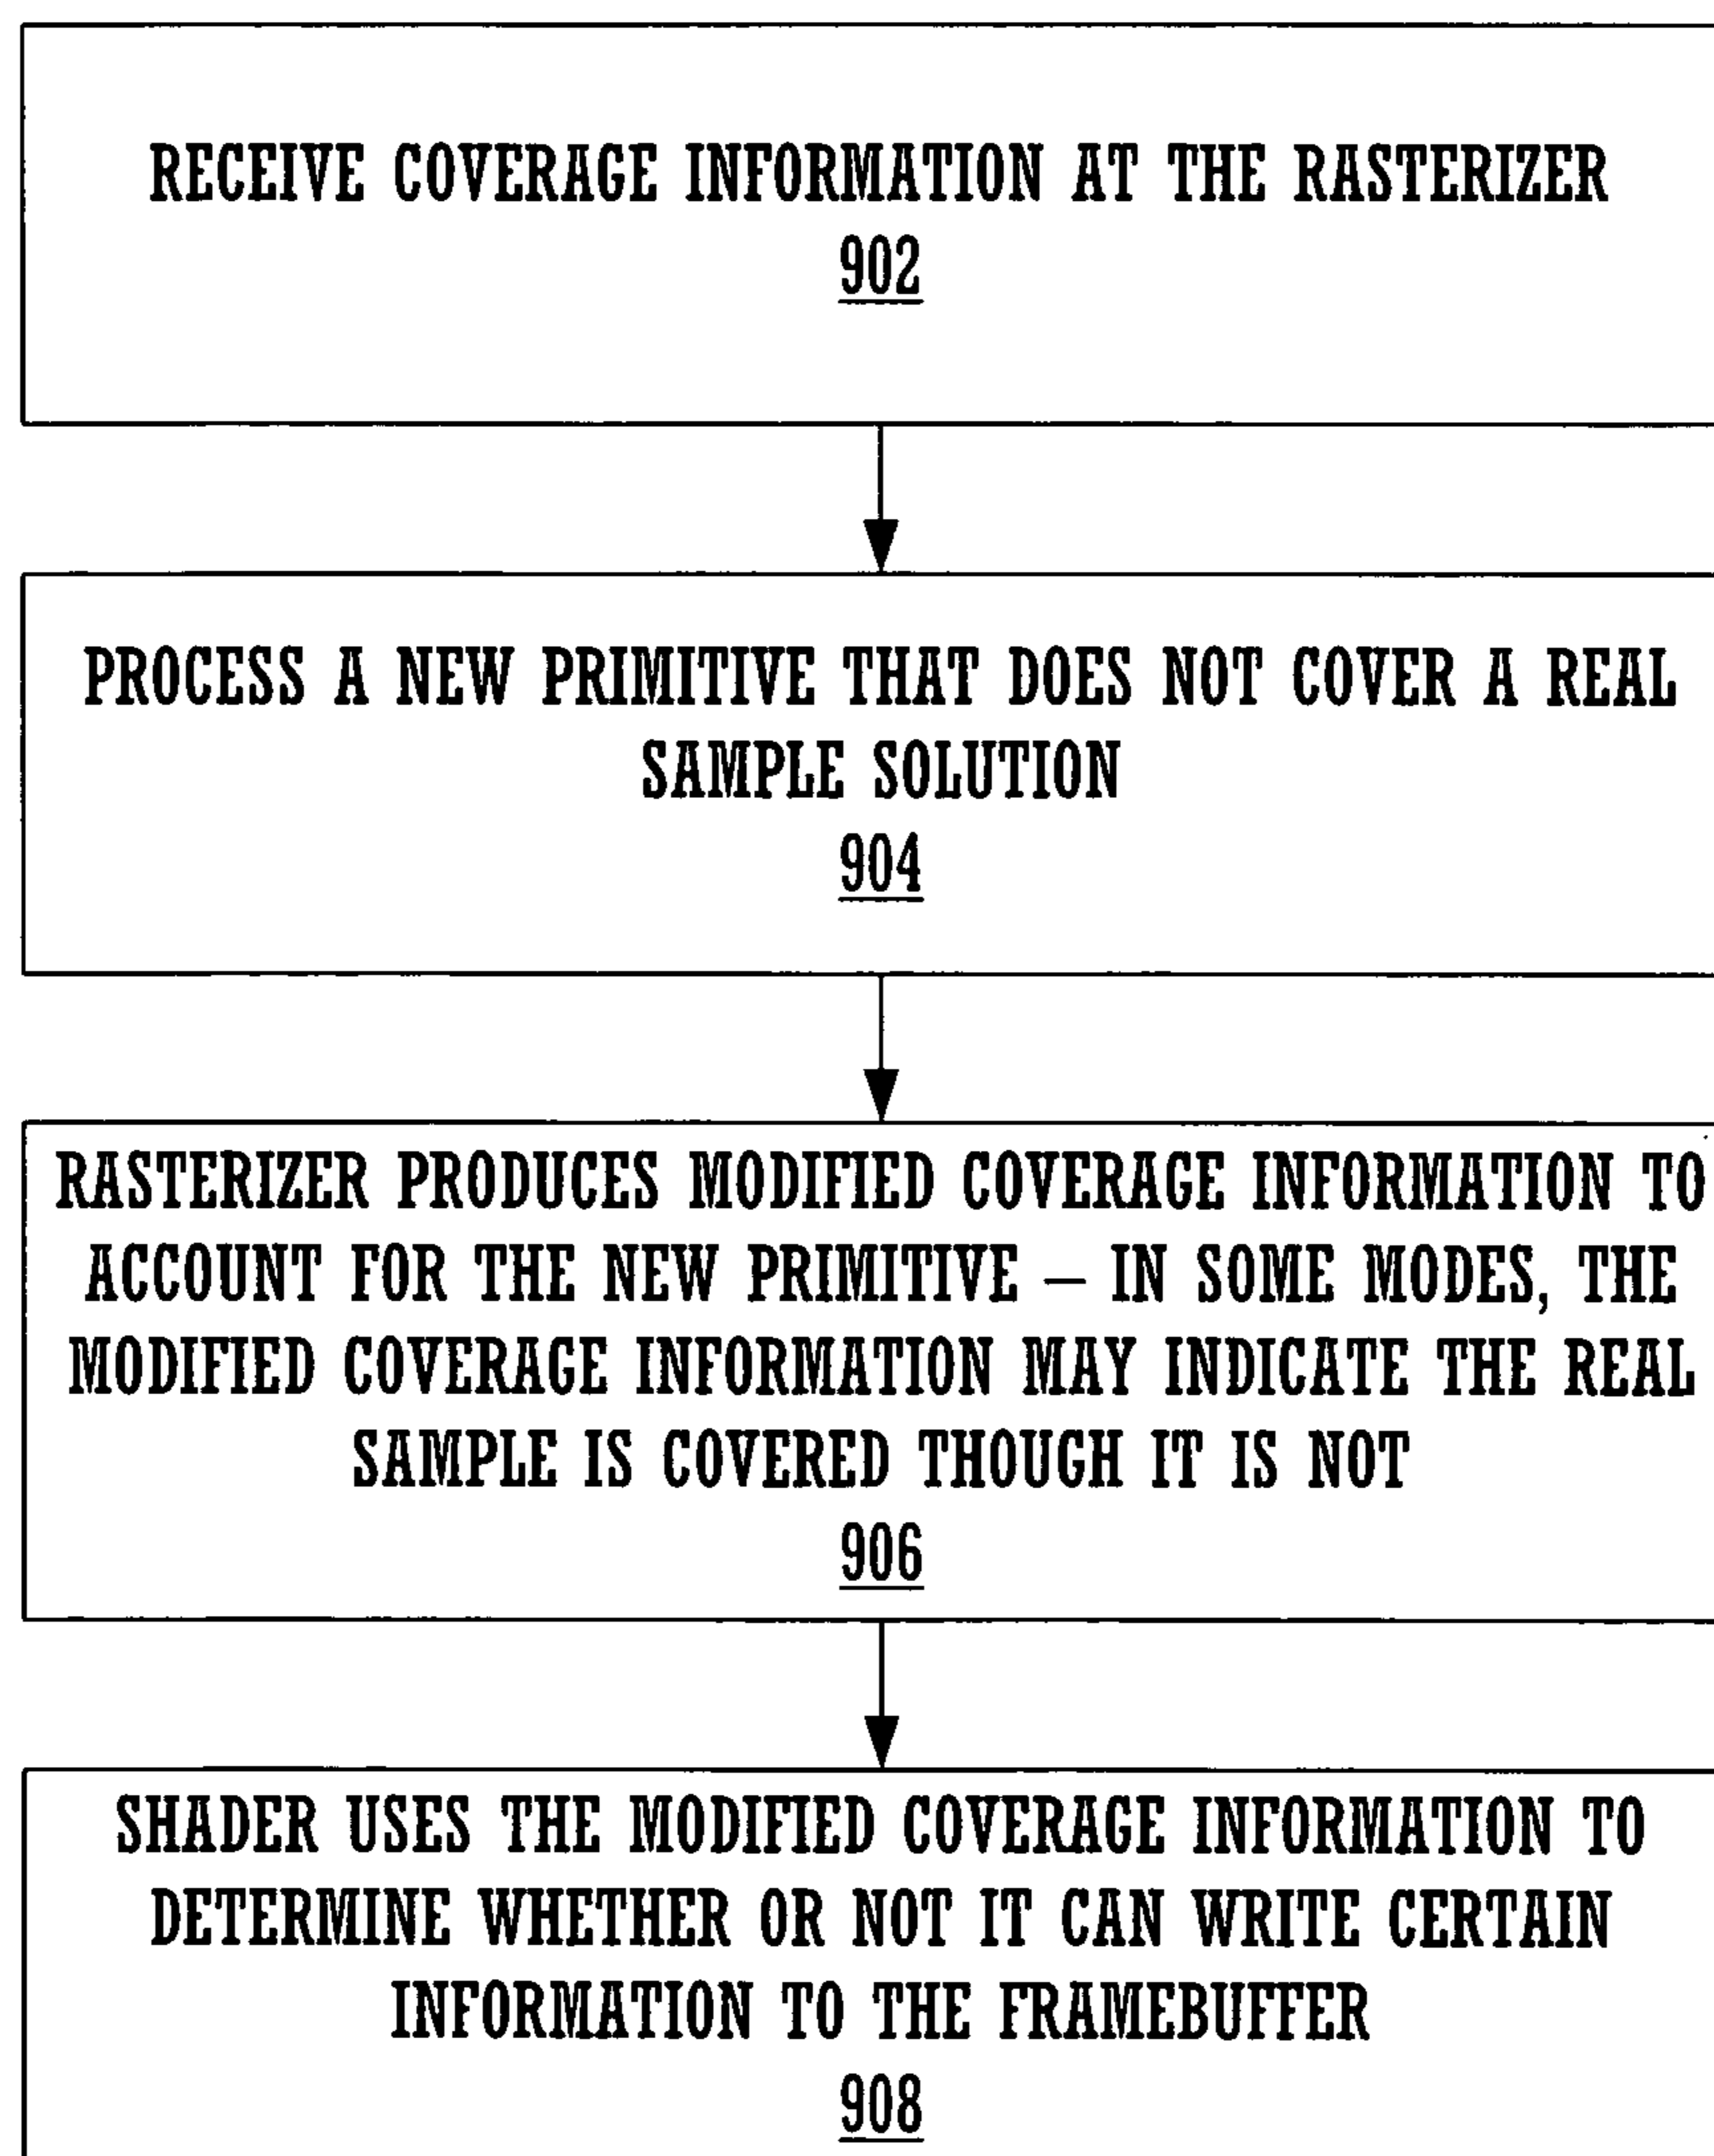 RECEIVE COVERAGE INFORMATION AT THE RASTERIZER
902
PROCESS A NEW PRIMITIVE THAT DOES NOT COVER A REAL
SAMPLE SOLUTION
904
RASTERIZER PRODUCES MODIFIED COVERAGE INFORMATION TO
ACCOUNT FOR THE NEW PRIMITIVE – IN SOME MODES, THE
MODIFIED COVERAGE INFORMATION MAY INDICATE THE REAL
SAMPLE IS COVERED THOUGH IT IS NOT
906
SHADER USES THE MODIFIED COVERAGE INFORMATION TO
DETERMINE WHETHER OR NOT IT CAN WRITE CERTAIN
INFORMATION TO THE FRAMEBUFFER
908